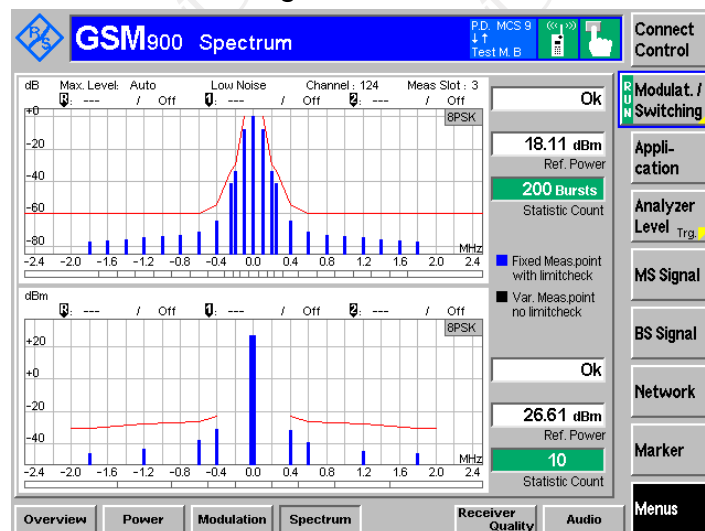 R&S
GSM900 Spectrum
P.D. MCS 9
Test M. B
Connect Control
dB Max. Level: Auto Low Noise Channel : 124 Meas Slot : 3
R: --- / Off 1: --- / Off 2: --- / Off
8PSK
+0
-20
-40
-60
-80
MHz
-2.4 -2.0 -1.6 -1.2 -0.8 -0.4 0.0 0.4 0.8 1.2 1.6 2.0 2.4
Ok
18.11 dBm
Ref. Power
200 Bursts
Statistic Count
Fixed Meas.point
with limitcheck
Var. Meas.point
no limitcheck
dBm
R: --- / Off 1: --- / Off 2: --- / Off
8PSK
+20
+0
-20
-40
MHz
-2.4 -2.0 -1.6 -1.2 -0.8 -0.4 0.0 0.4 0.8 1.2 1.6 2.0 2.4
Ok
26.61 dBm
Ref. Power
10
Statistic Count
RUN
Modulat. /
Switching
Appli-
cation
Analyzer
Level Trg.
MS Signal
BS Signal
Network
Marker
Menus
Overview Power Modulation Spectrum Receiver
Quality Audio